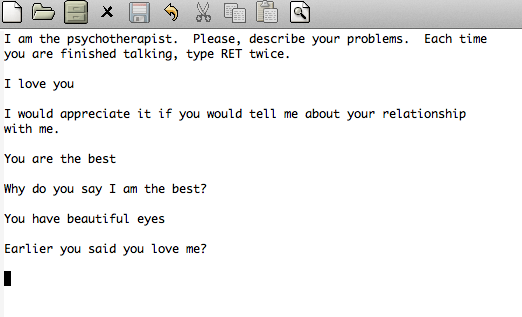 I am the psychotherapist.  Please, describe your problems.  Each time
you are finished talking, type RET twice.
I love you
I would appreciate it if you would tell me about your relationship
with me.
You are the best
Why do you say I am the best?
You have beautiful eyes
Earlier you said you love me?